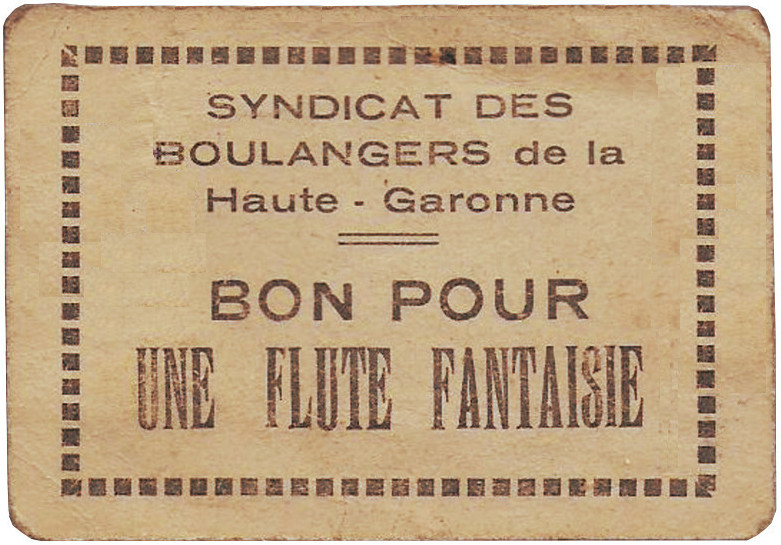 SYNDICAT DES
BOULANGERS de la
Haute - Garonne
BON POUR
UNE FLUTE FANTAISIE